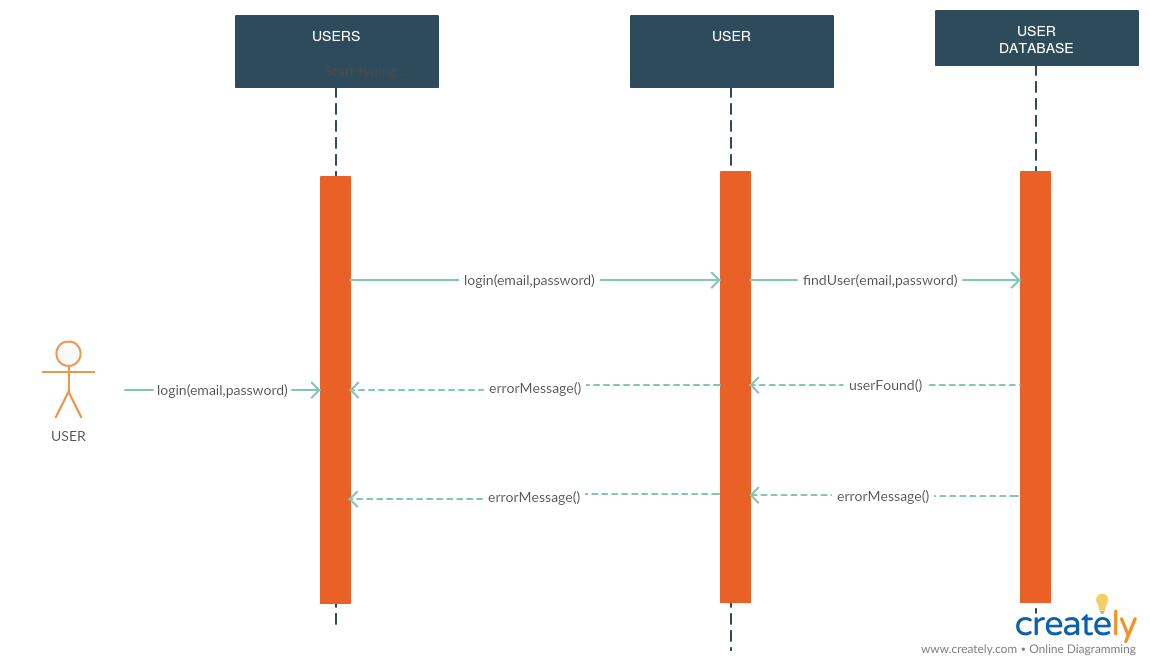 USERS
Start typing...
USER
USER
DATABASE
login(email,password)
findUser(email,password)
login(email,password)
errorMessage()
userFound()
USER
errorMessage()
errorMessage()
creately
www.creately.com • Online Diagramming